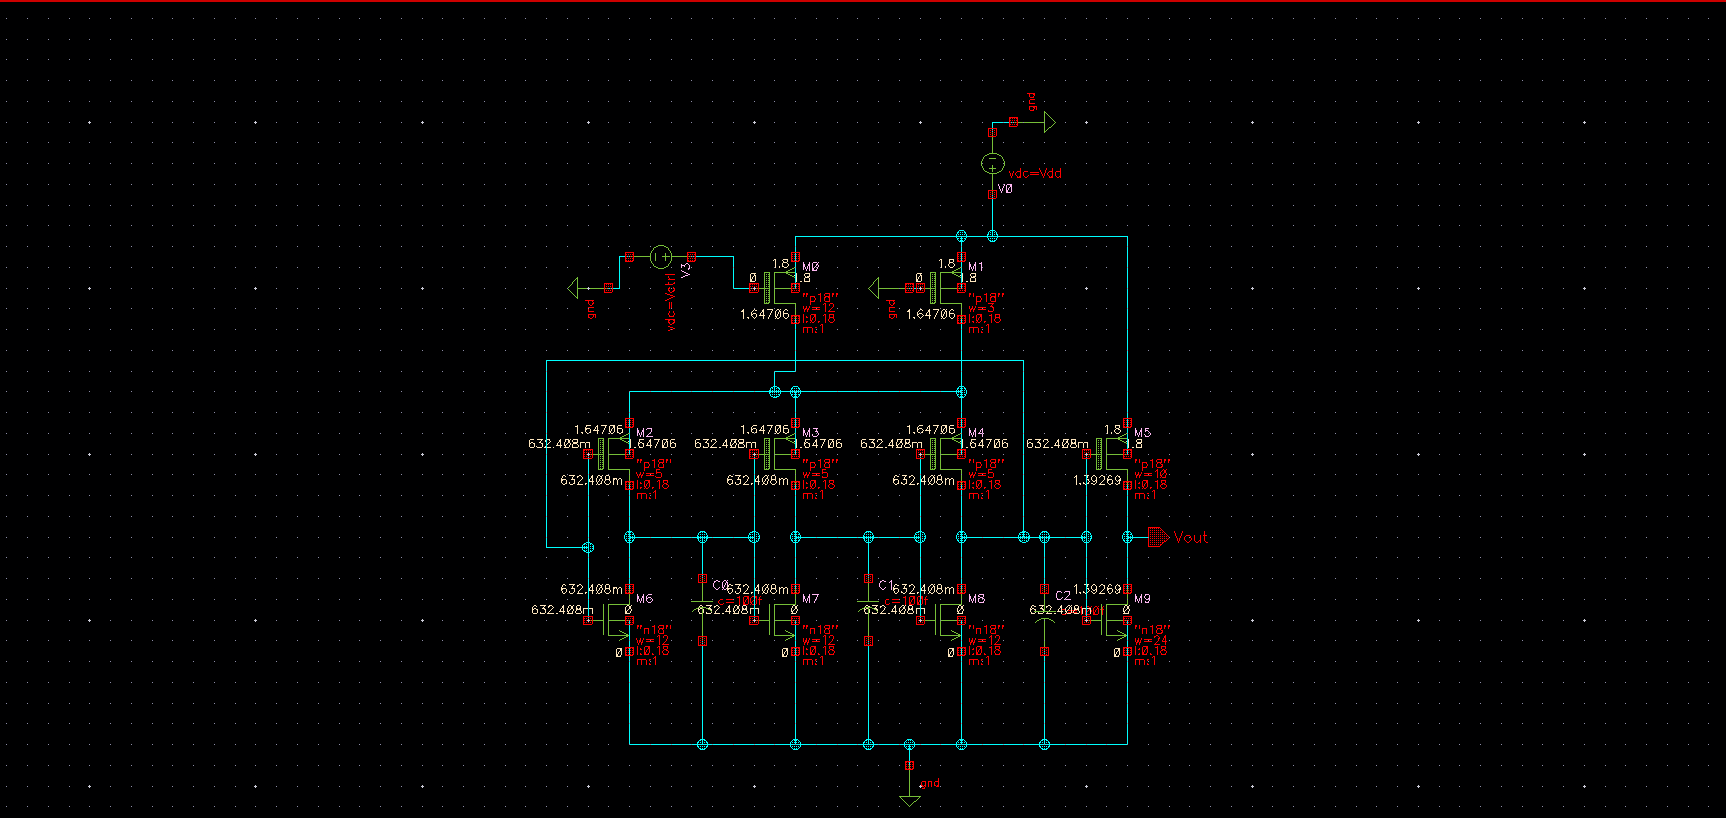 gnd
vdc=Vdd
V0
V3
vdc=Vctrl
gnd
1.8
M0
0
1.8
"p18"
w=12
l:0.18
m:1
1.64706
gnd
1.8
M1
0
1.8
"p18"
w=3
l:0.18
m:1
1.64706
1.64706
M2
632.408m
1.64706
"p18"
w=5
l:0.18
m:1
632.408m
1.64706
M3
632.408m
1.64706
"p18"
w=5
l:0.18
m:1
632.408m
1.64706
M4
632.408m
1.64706
"p18"
w=5
l:0.18
m:1
632.408m
1.8
M5
632.408m
1.8
"p18"
w=10
l:0.18
m:1
1.39269
Vout
632.408m
M6
632.408m
0
"n18"
w=12
l:0.18
0
m:1
C0
c=100f
632.408m
M7
632.408m
0
"n18"
w=12
l:0.18
0
m:1
C1
c=100f
632.408m
M8
632.408m
0
"n18"
w=12
l:0.18
0
m:1
C2
1.39269
M9
632.408m
0
"n18"
w=24
l:0.18
0
m:1
gnd